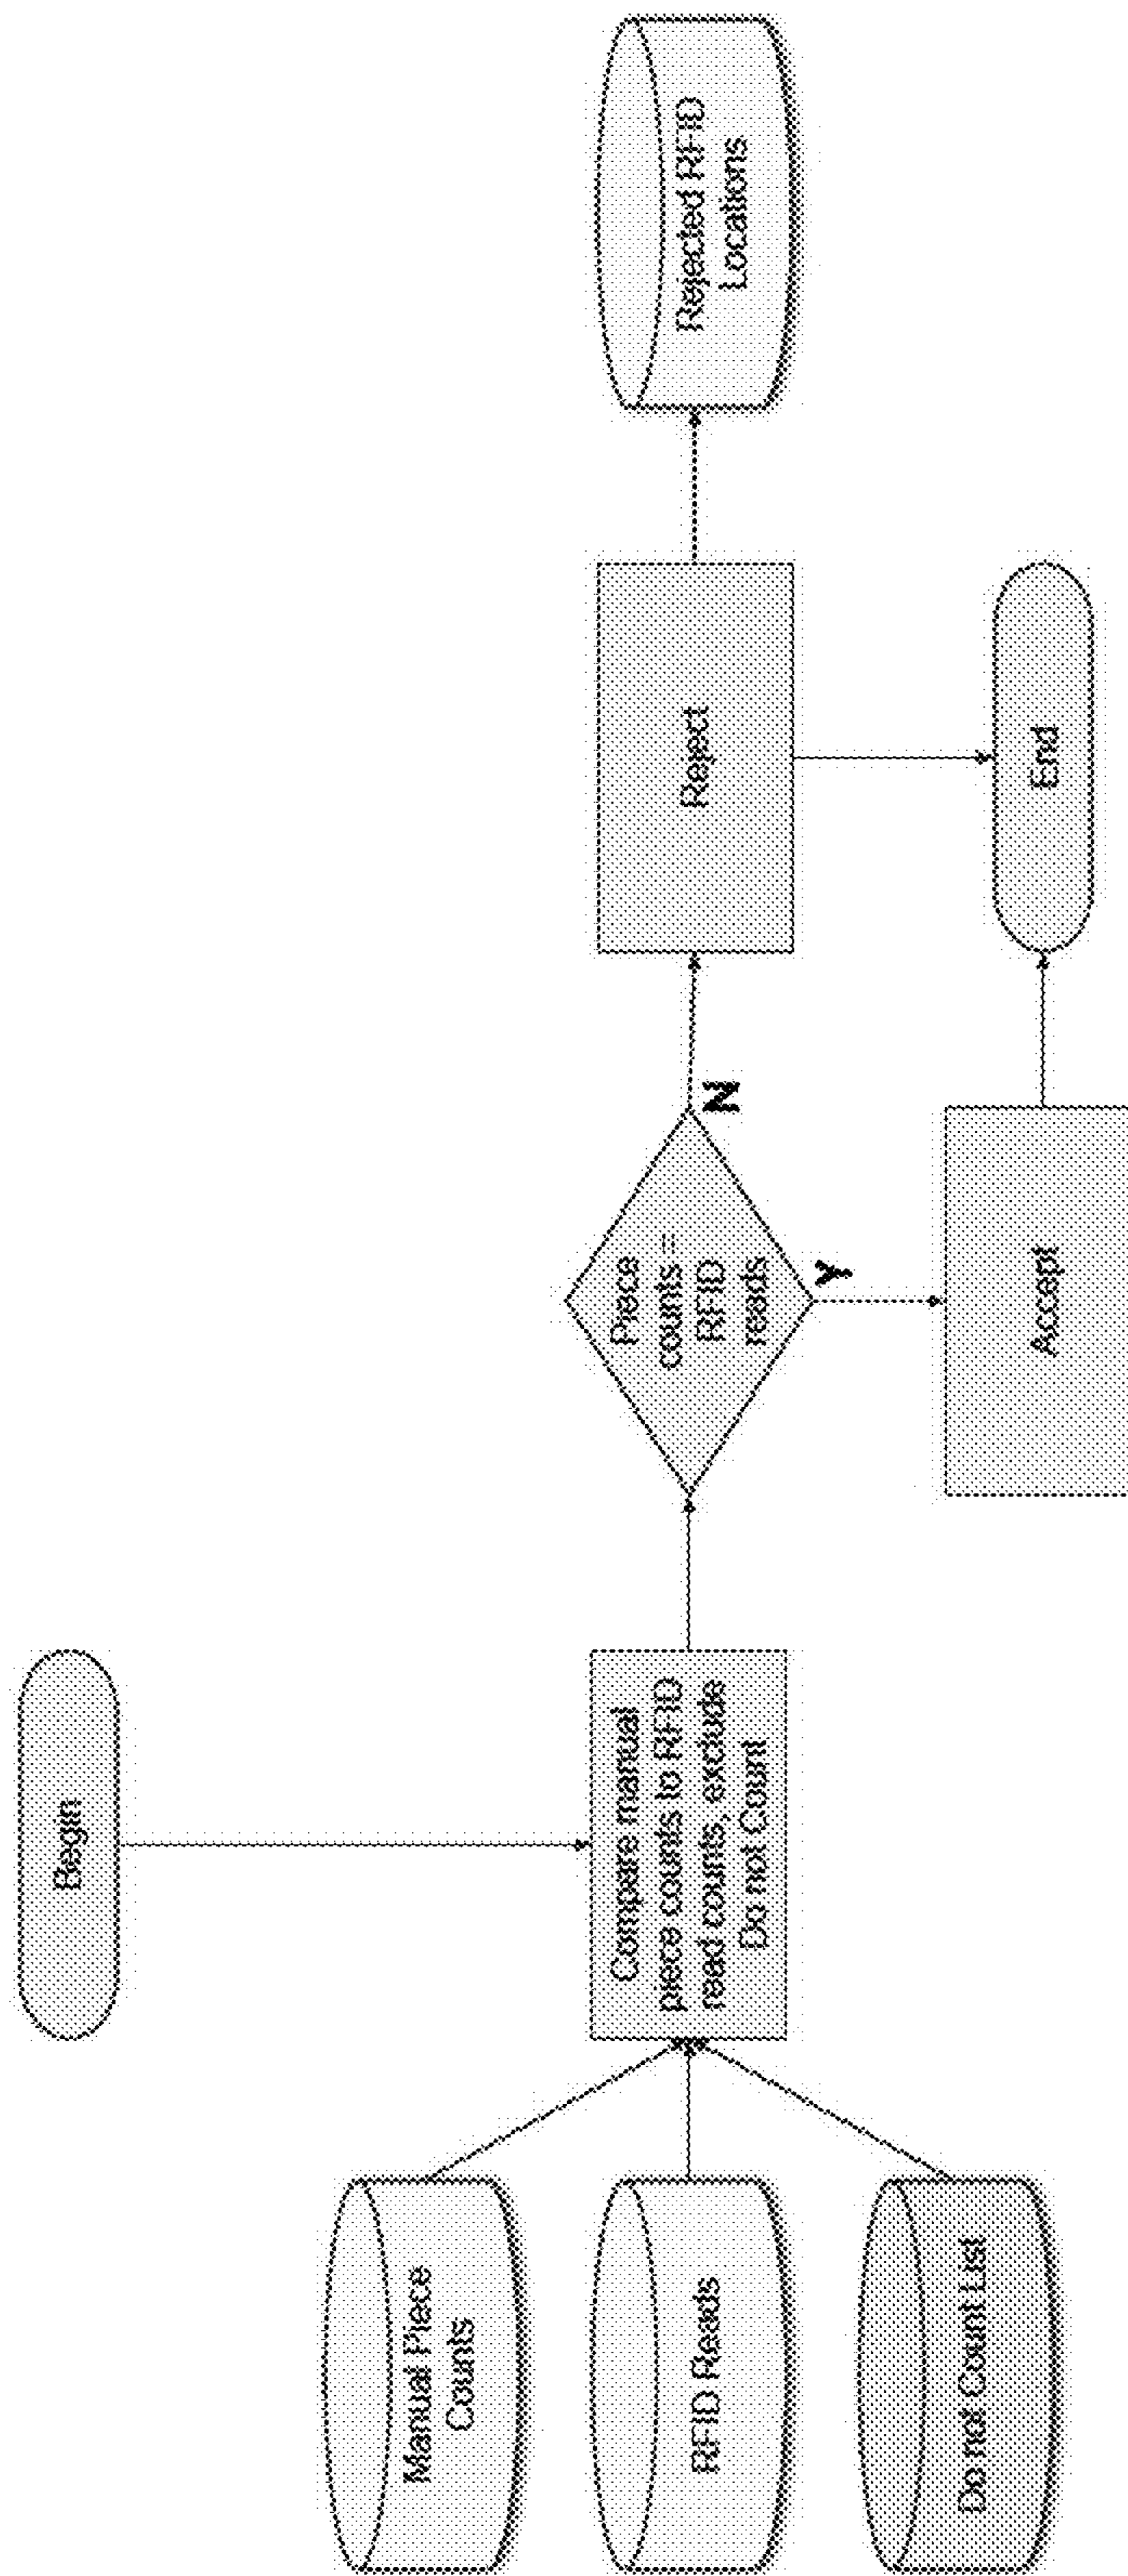 Begin
Manual Piece
Counts
RFID Reads
Do not Count List
Compare manual
piece counts to RFID
read counts, exclude
Do not Count
Piece
counts =
RFID
reads
N
Y
Reject
Rejected RFID
Locations
Accept
End